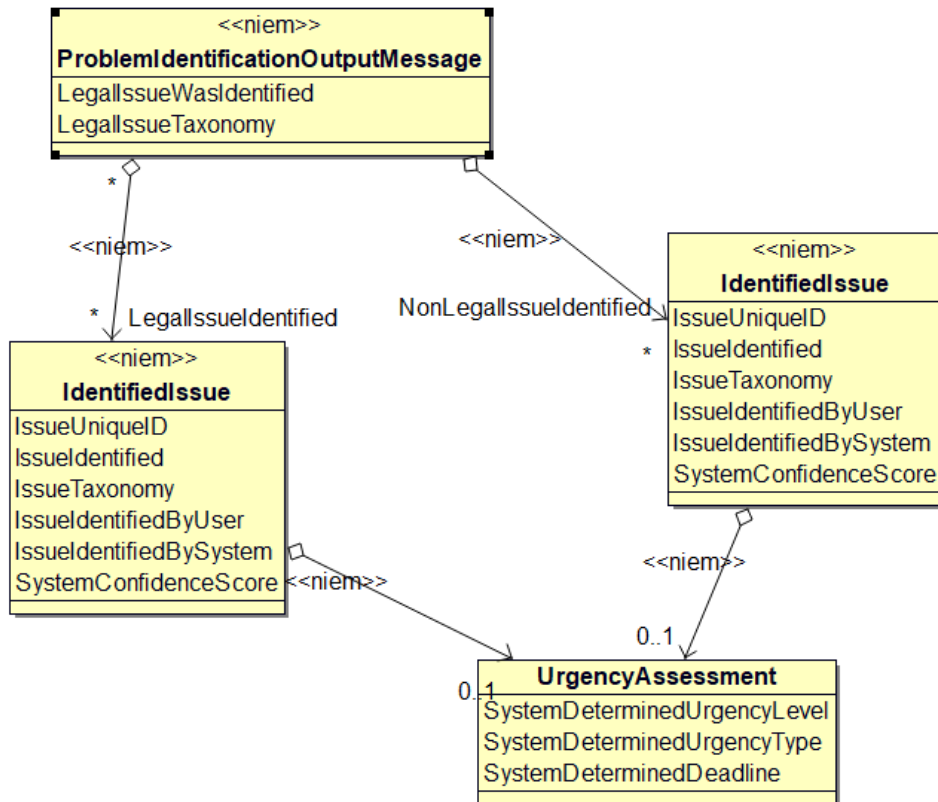 <<niem>>
ProblemIdentificationOutputMessage
LegalIssueWasIdentified
LegalIssueTaxonomy
*
<<niem>>
<<niem>>
* LegalIssueIdentified
NonLegalIssueIdentified
*
<<niem>>
IdentifiedIssue
IssueUniqueID
IssueIdentified
IssueTaxonomy
IssueIdentifiedByUser
IssueIdentifiedBySystem
SystemConfidenceScore
<<niem>>
IdentifiedIssue
IssueUniqueID
IssueIdentified
IssueTaxonomy
IssueIdentifiedByUser
IssueIdentifiedBySystem
SystemConfidenceScore
<<niem>>
<<niem>>
0..1
0..1
UrgencyAssessment
SystemDeterminedUrgencyLevel
SystemDeterminedUrgencyType
SystemDeterminedDeadline